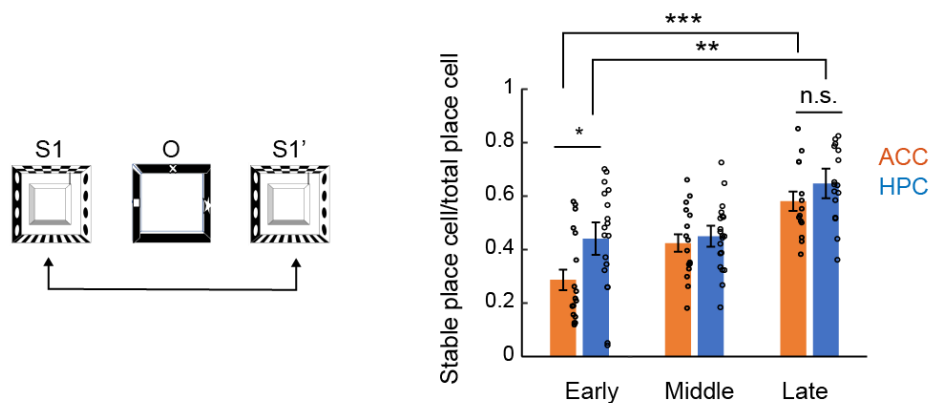 S1 O S1'
Stable place cell/total place cell
***
**
*
n.s.
1
0.8
0.6
0.4
0.2
0
Early Middle Late
ACC
HPC